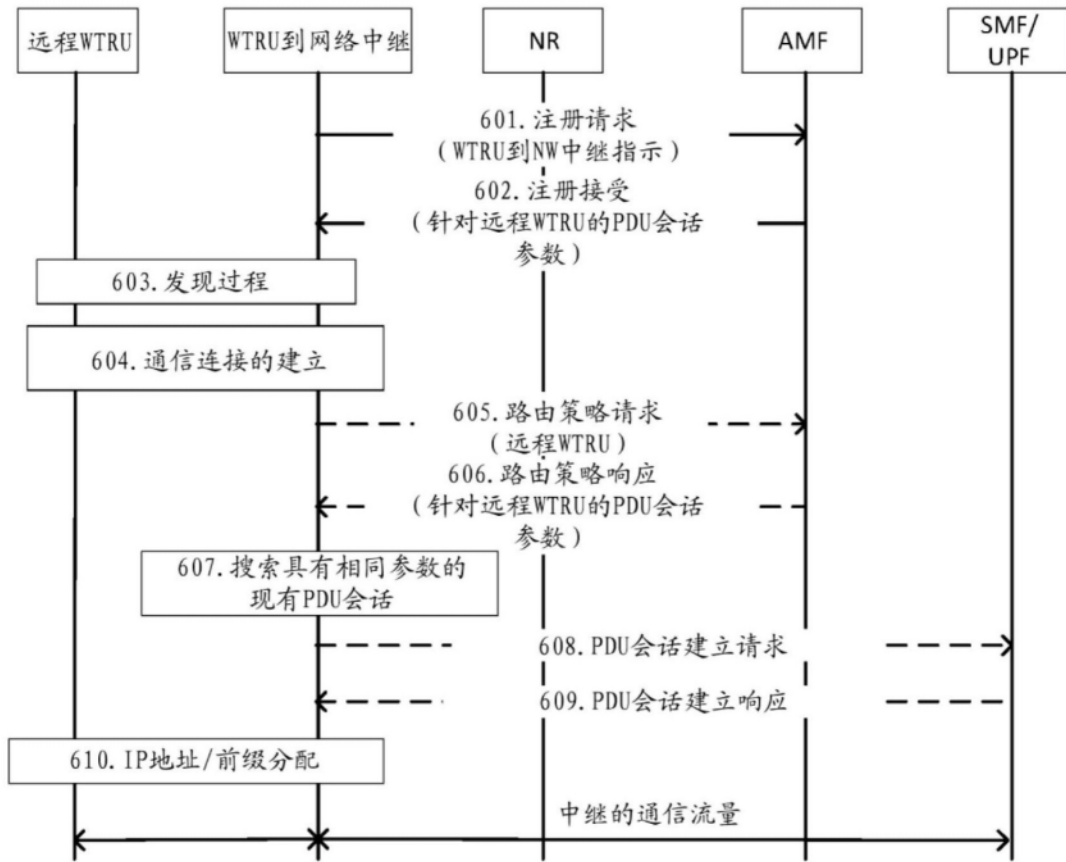 远程WTRU
WTRU到网络中继
NR
AMF
SMF/
UPF
601.注册请求
(WTRU到NW中继指示)
602.注册接受
(针对远程WTRU的PDU会话
参数)
603.发现过程
604.通信连接的建立
605.路由策略请求
(远程WTRU)
606.路由策略响应
(针对远程WTRU的PDU会话
参数)
607.搜索具有相同参数的
现有PDU会话
608.PDU会话建立请求
609.PDU会话建立响应
610.IP地址/前缀分配
中继的通信流量